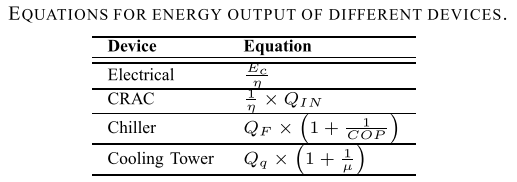 EQUATIONS FOR ENERGY OUTPUT OF DIFFERENT DEVICES.
Device Equation
Electrical $\frac{E_c}{\eta}$
CRAC $\frac{1}{\eta} \times Q_{IN}$
Chiller $Q_F \times \left(1 + \frac{1}{COP}\right)$
Cooling Tower $Q_q \times \left(1 + \frac{1}{\mu}\right)$